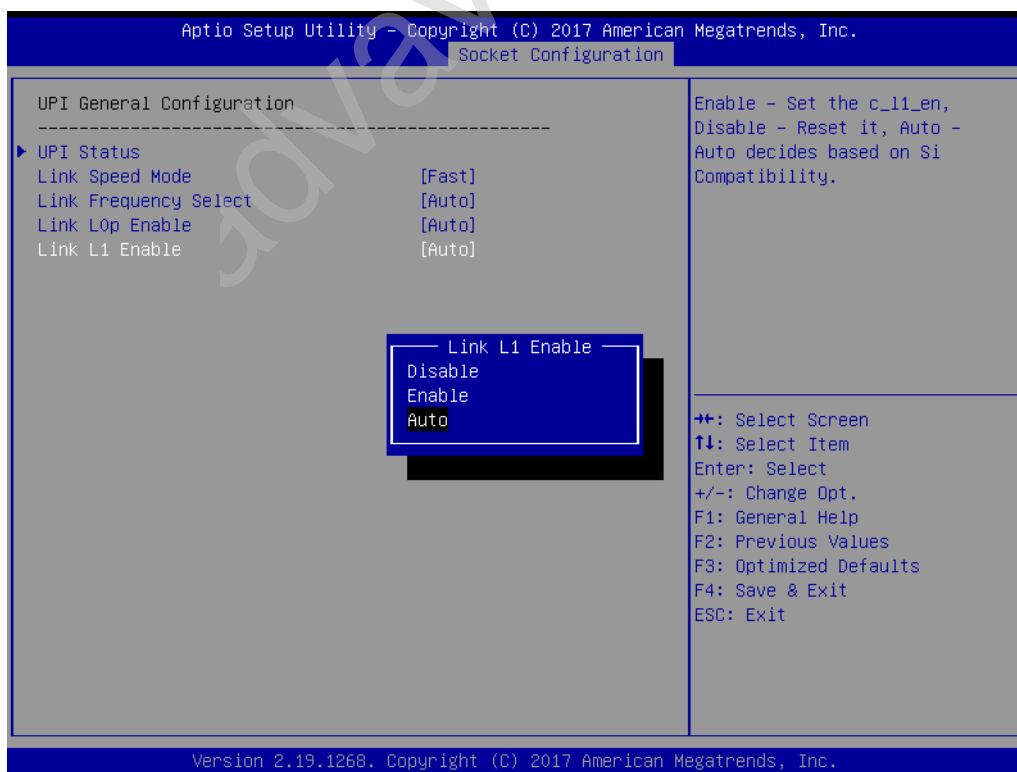 Aptio Setup Utility – Copyright (C) 2017 American Megatrends, Inc.
Socket Configuration
UPI General Configuration
--------------------------------------------------
UPI Status
Link Speed Mode [Fast]
Link Frequency Select [Auto]
Link L0p Enable [Auto]
Link L1 Enable [Auto]
Link L1 Enable
Disable
Enable
Auto
Enable – Set the c_l1_en,
Disable – Reset it, Auto –
Auto decides based on Si
Compatibility.
→←: Select Screen
↑↓: Select Item
Enter: Select
+/-: Change Opt.
F1: General Help
F2: Previous Values
F3: Optimized Defaults
F4: Save & Exit
ESC: Exit
Version 2.19.1268. Copyright (C) 2017 American Megatrends, Inc.